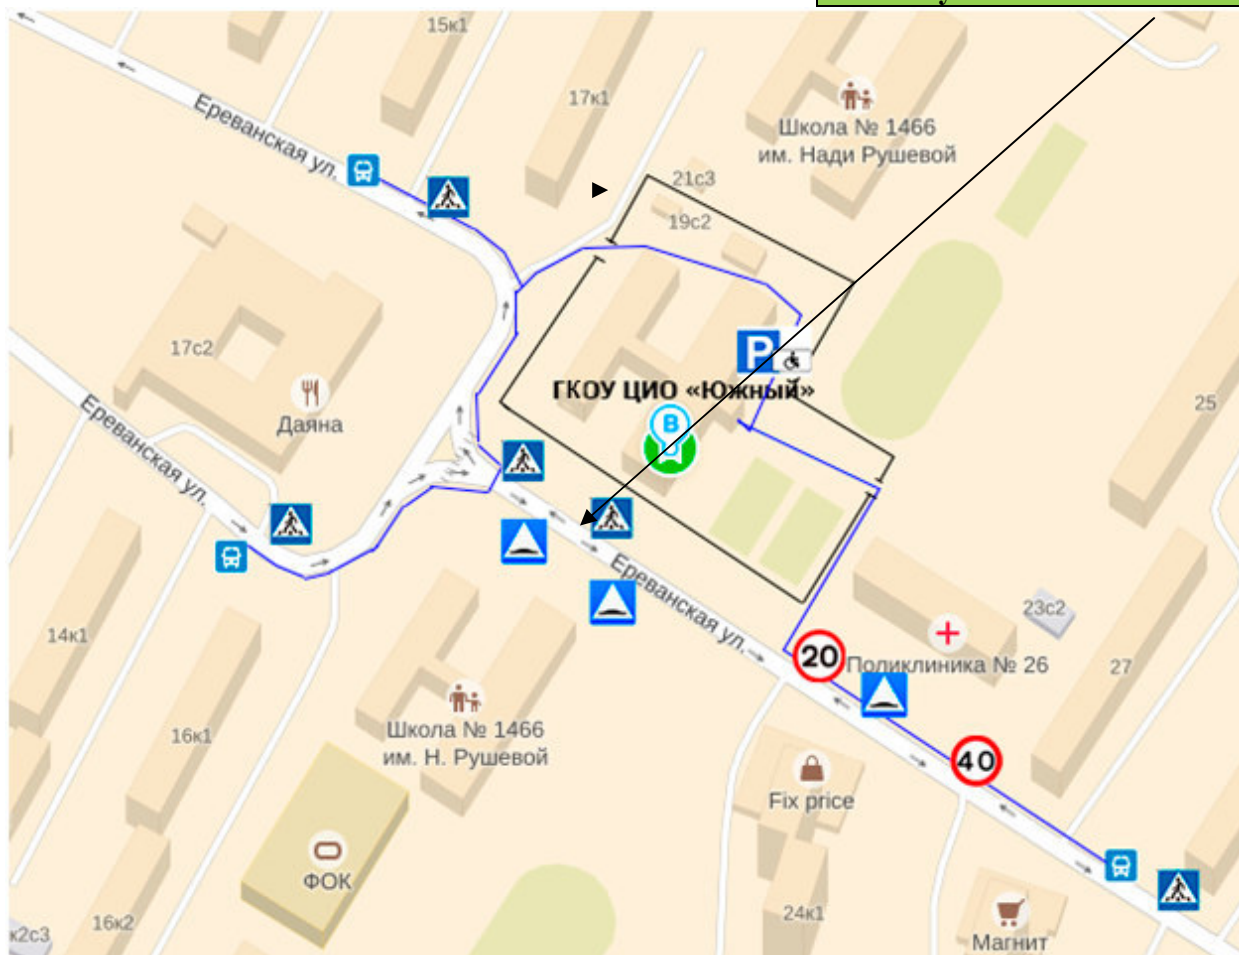 15к1
17к1
Школа № 1466
им. Нади Рушевой
Ереванская ул.
21с3
19с2
17с2
Даяна
P
ГКОУ ЦИО «Южный»
B
25
Ереванская ул.
Ереванская ул.
14к1
23с2
20
Поликлиника № 26
27
Школа № 1466
им. Н. Рушевой
16к1
40
Fix price
ФОК
16к2
к2с3
24к1
Магнит